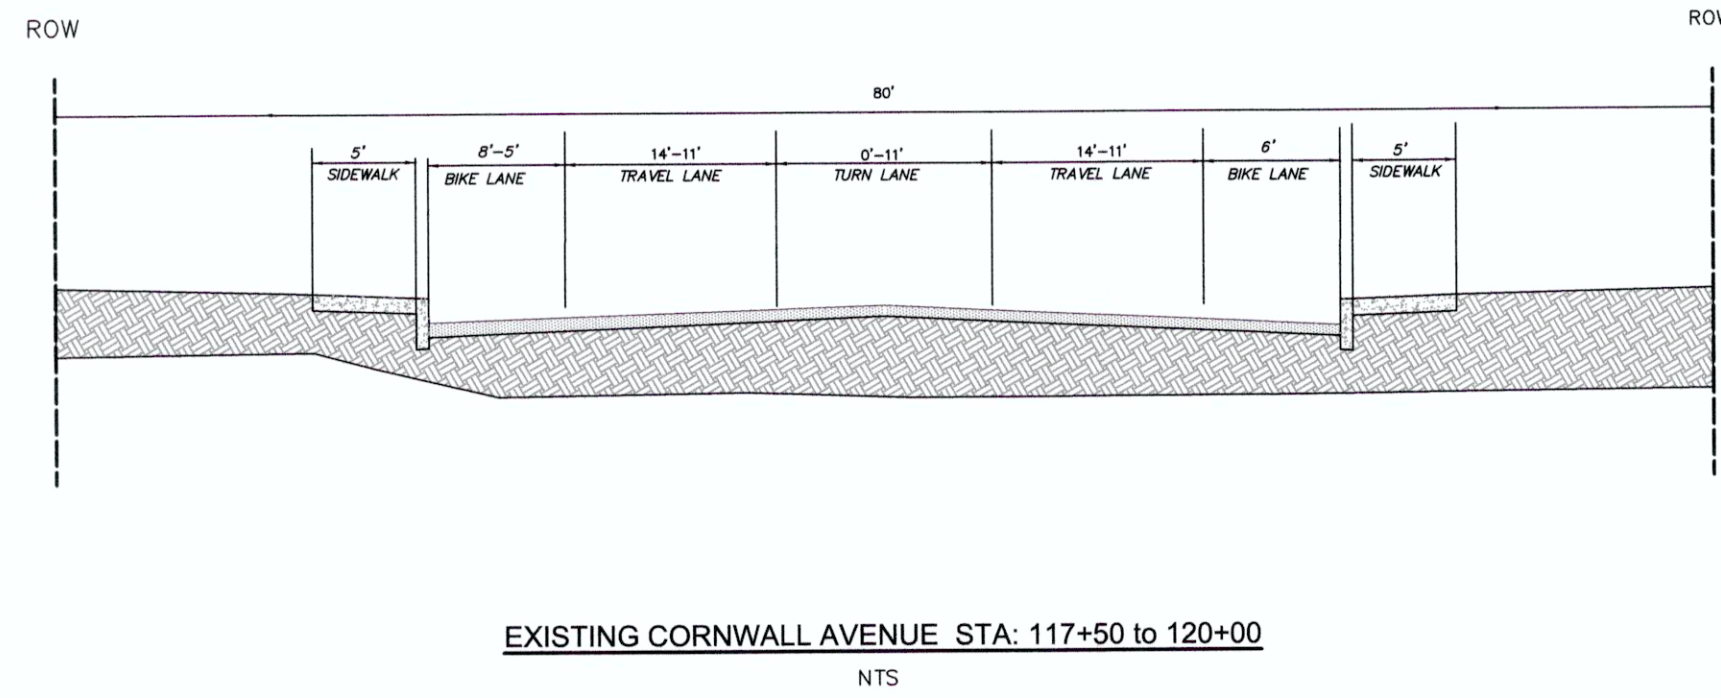 ROW
ROW
80'
5'
SIDEWALK
8'-5'
BIKE LANE
14'-11'
TRAVEL LANE
0'-11'
TURN LANE
14'-11'
TRAVEL LANE
6'
BIKE LANE
5'
SIDEWALK
EXISTING CORNWALL AVENUE STA: 117+50 to 120+00
NTS